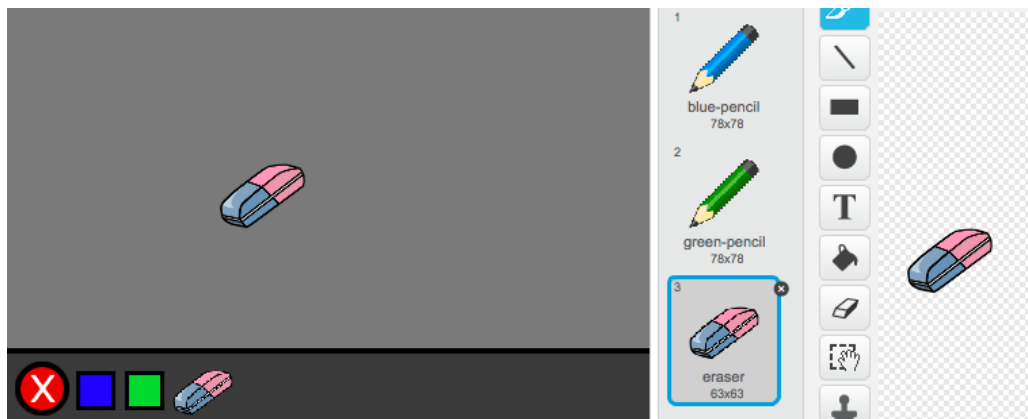 X
1
blue-pencil
78x78
2
green-pencil
78x78
3
eraser
63x63
T